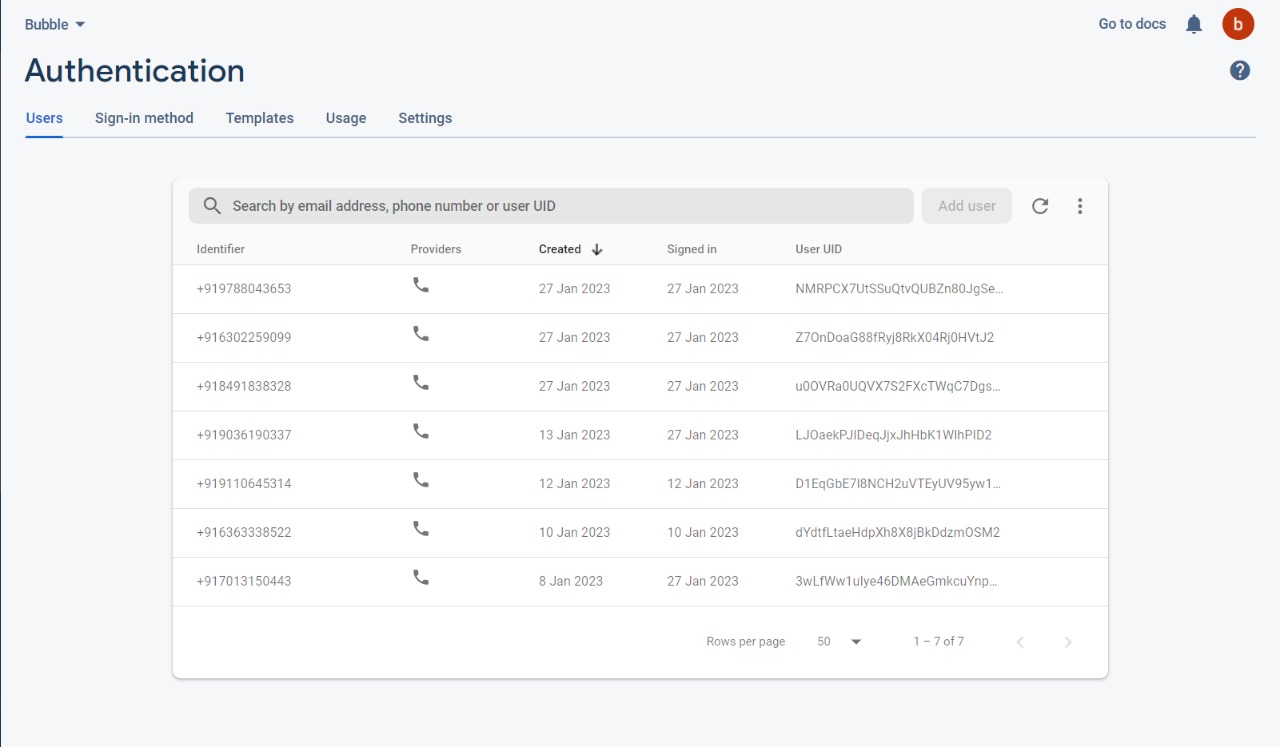 Bubble
Go to docs
b
Authentication
?
Users Sign-in method Templates Usage Settings
Search by email address, phone number or user UID
Add user
Identifier Providers Created Signed in User UID
+919788043653 27 Jan 2023 27 Jan 2023 NMRPCX7UtSSuQtvQUBZn80JgSe...
+916302259099 27 Jan 2023 27 Jan 2023 Z7OnDoaG88fRyj8RkX04Rj0HVtJ2
+918491838328 27 Jan 2023 27 Jan 2023 u0OVRa0UQVX7S2FXcTWqC7Dgs...
+919036190337 13 Jan 2023 27 Jan 2023 LJOaekPJIDeqJjxJhHbK1WlhPID2
+919110645314 12 Jan 2023 12 Jan 2023 D1EqGbE7l8NCH2uVTEyUV95yw1...
+916363338522 10 Jan 2023 10 Jan 2023 dYdtfLtaeHdpXh8X8jBkDdzmOSM2
+917013150443 8 Jan 2023 27 Jan 2023 3wLfWw1uIye46DMAeGmkcuYnp...
Rows per page 50 1 – 7 of 7